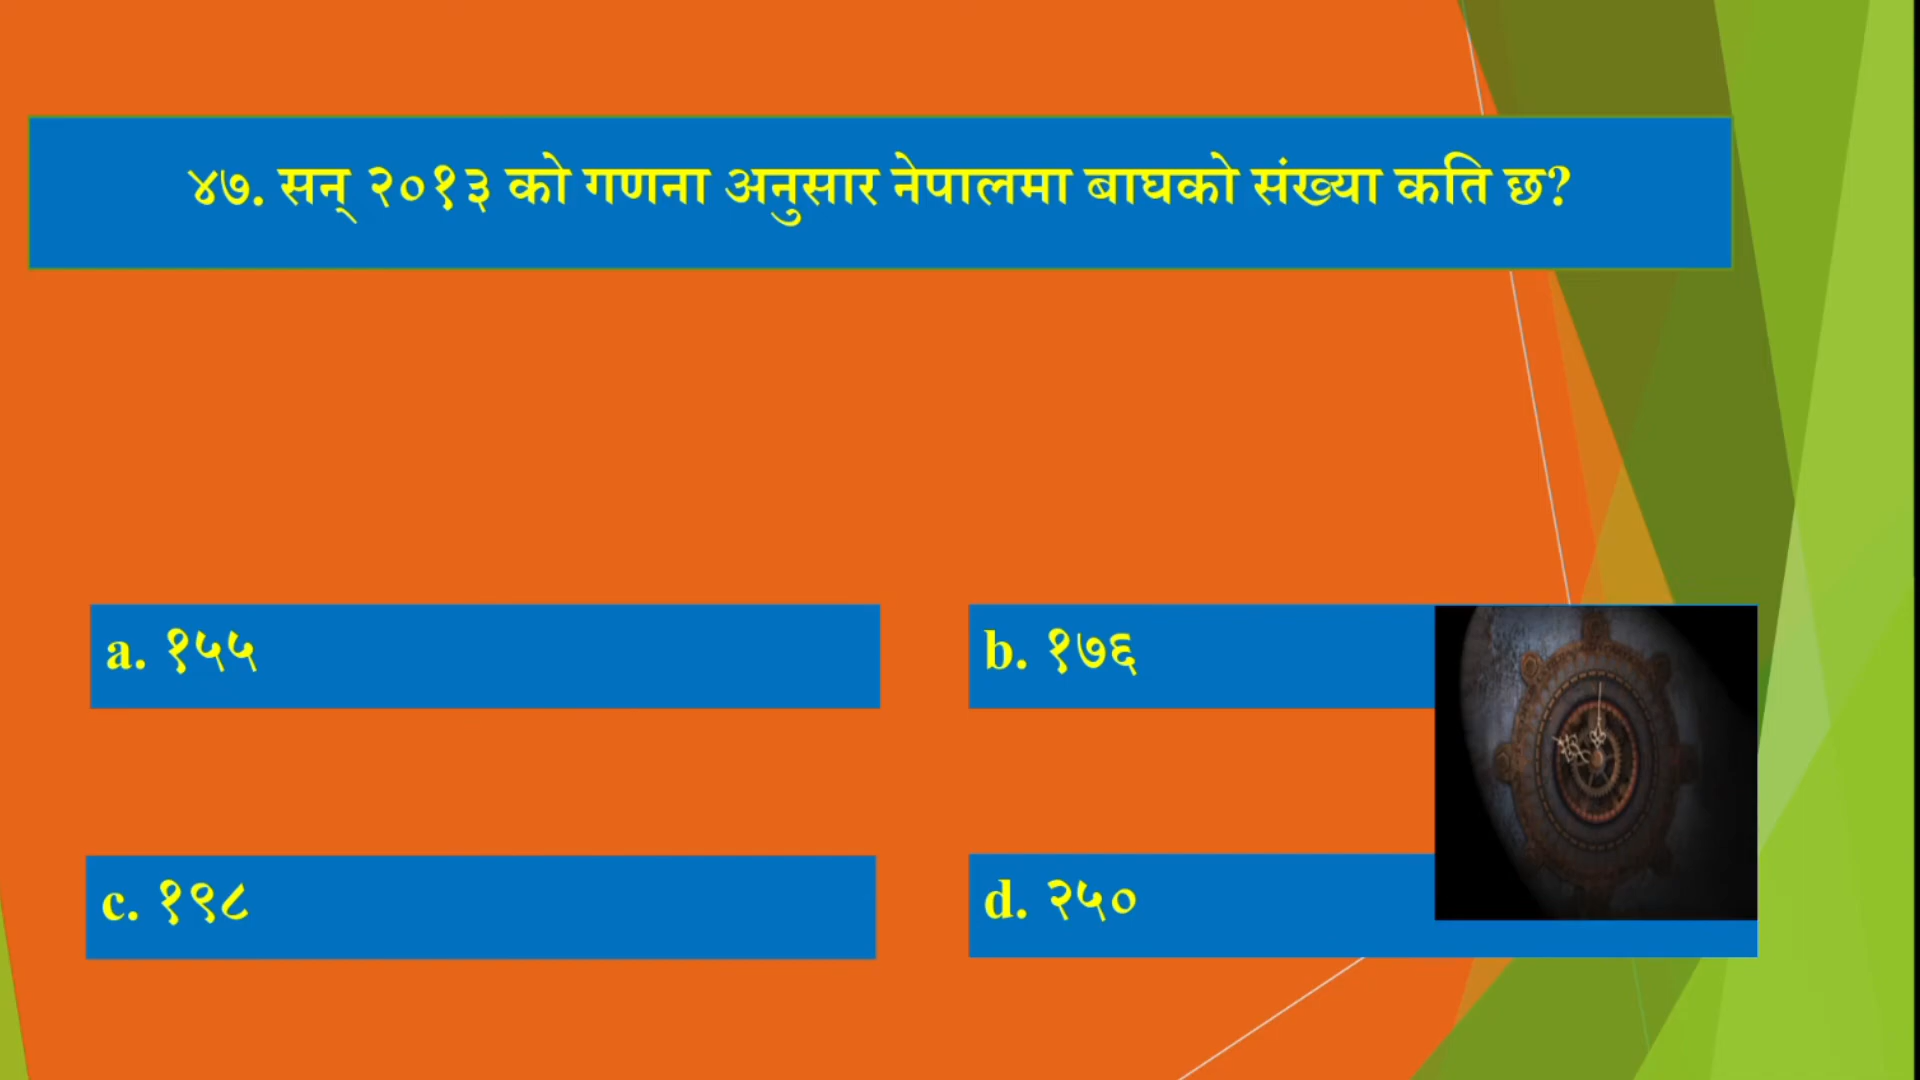 ४७. सन् २०१३ को गणना अनुसार नेपालमा बाघको संख्या कति छ?
a. १५५
b. १७६
c. १९८
d. २५०